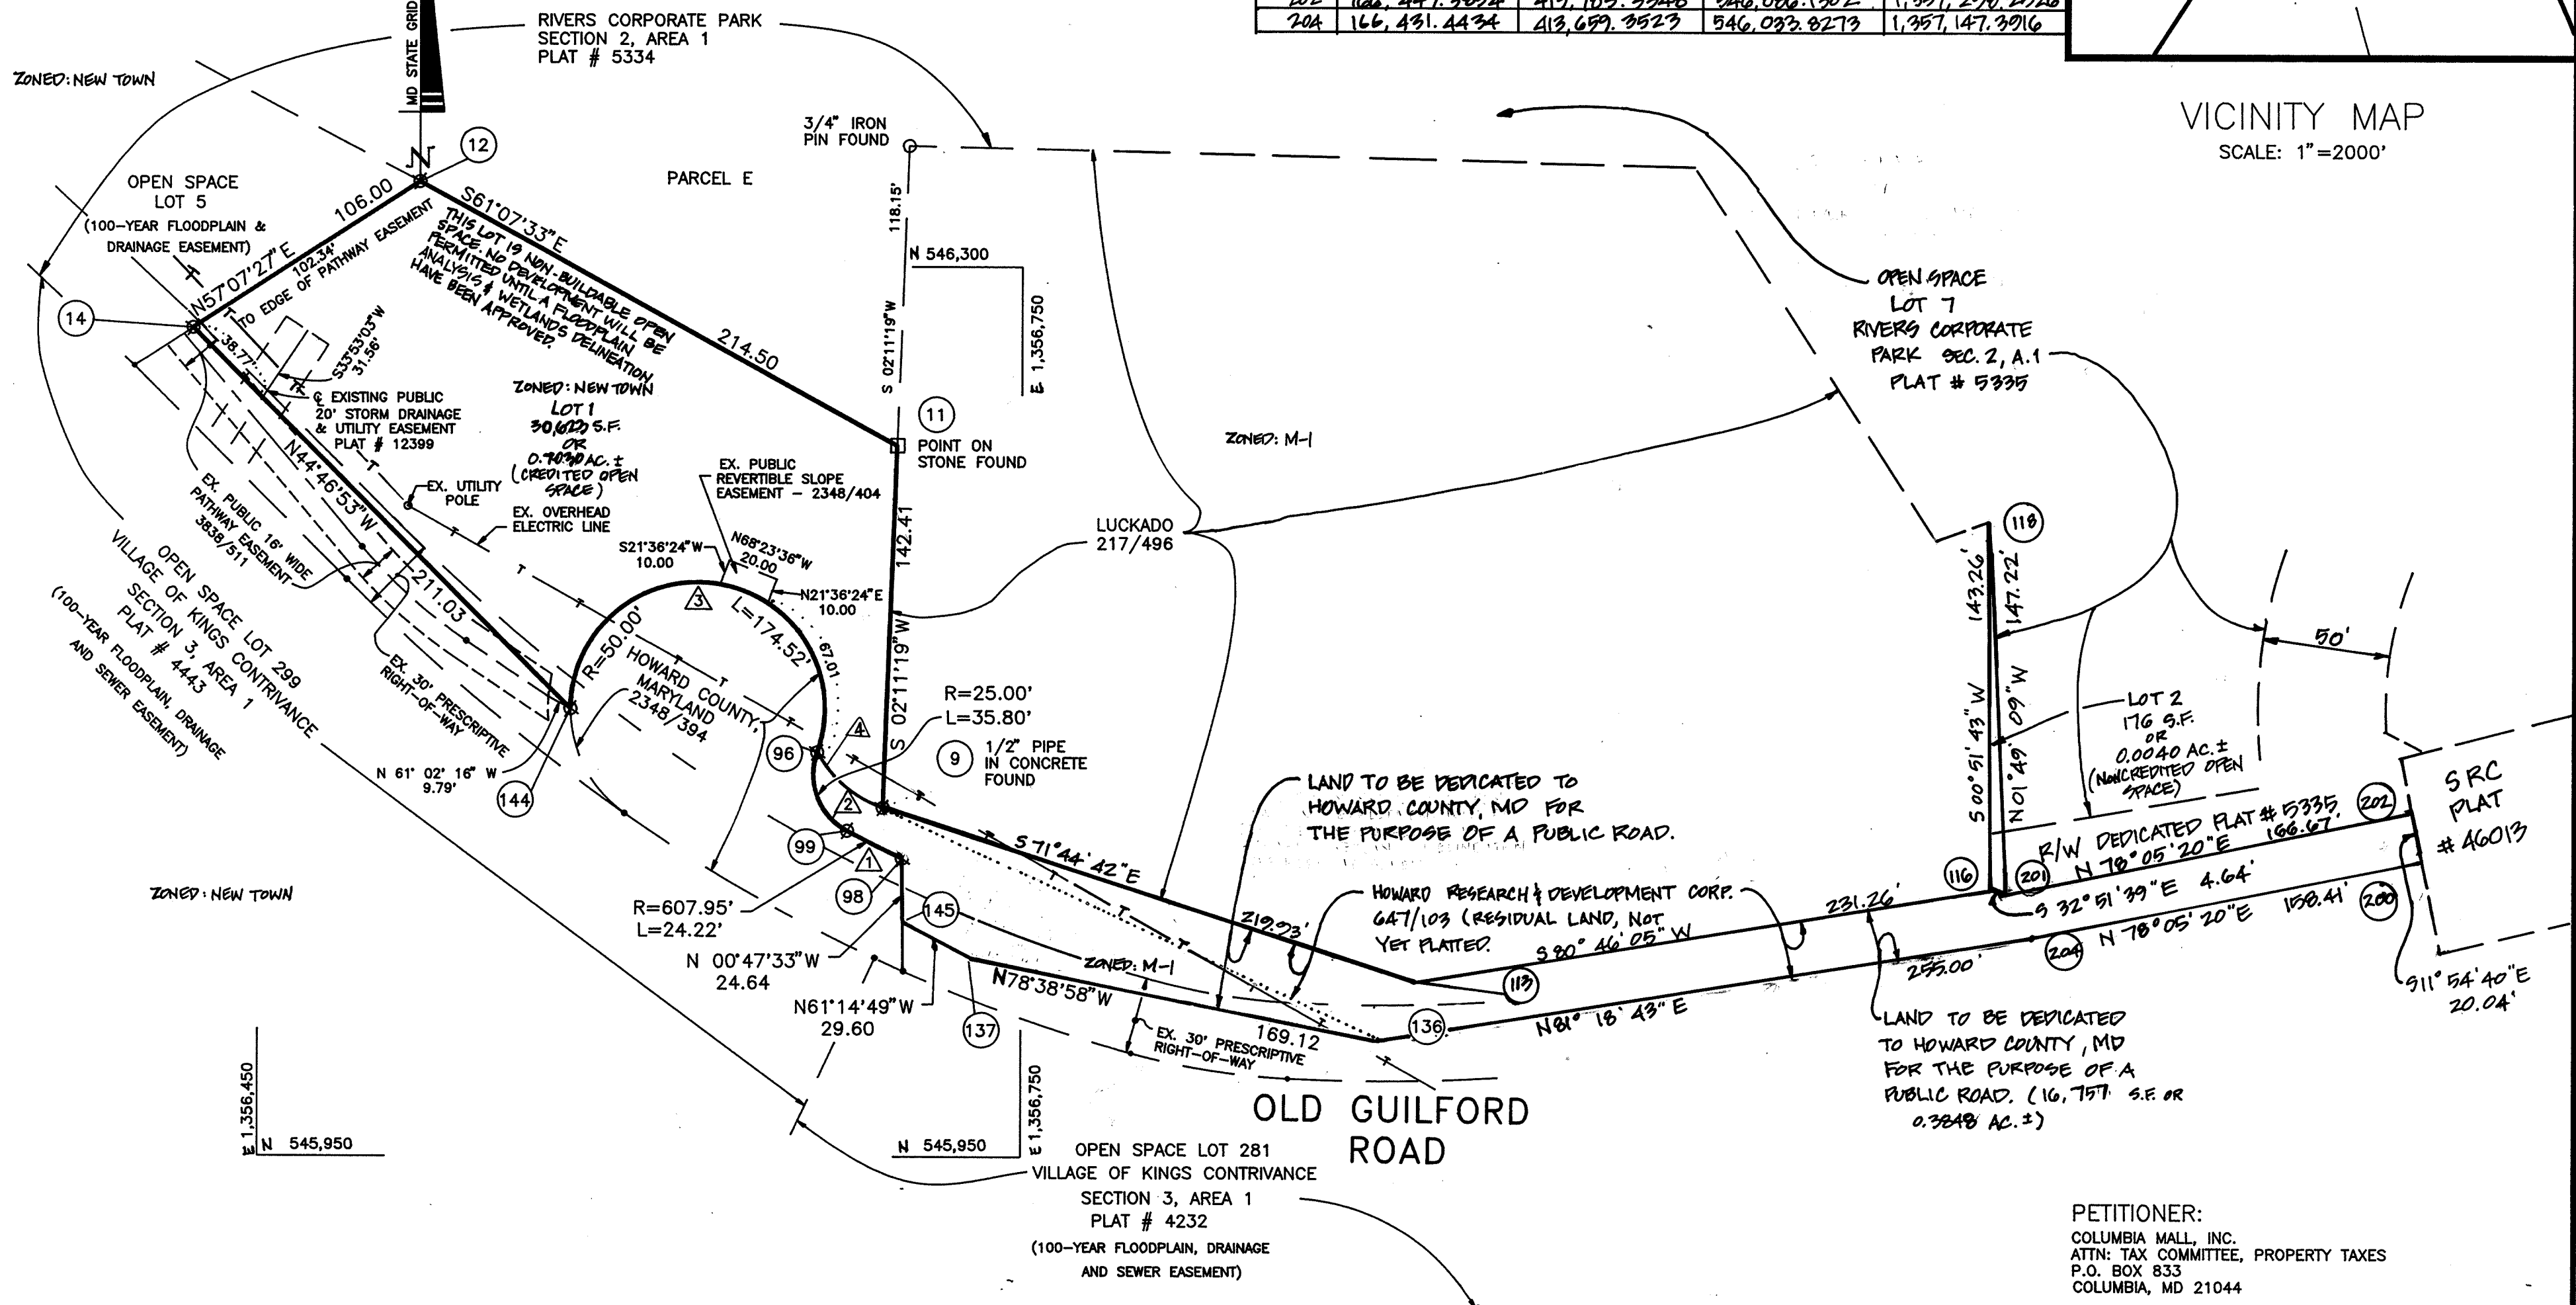 204 166,431.4434 413,659.3523 546,033.8273 1,357,147.3916
VICINITY MAP
SCALE: 1"=2000'
MD STATE GRID
N
RIVERS CORPORATE PARK
SECTION 2, AREA 1
PLAT # 5334
ZONED: NEW TOWN
12
3/4" IRON
PIN FOUND
PARCEL E
OPEN SPACE
LOT 5
(100-YEAR FLOODPLAIN &
DRAINAGE EASEMENT)
N57°07'27"E
106.00
102.34'
TO EDGE OF PATHWAY EASEMENT
14
S61°07'33"E
214.50
THIS LOT IS NON-BUILDABLE OPEN
SPACE. NO DEVELOPMENT WILL BE
PERMITTED UNTIL A FLOODPLAIN
ANALYSIS & WETLANDS DELINEATION
HAVE BEEN APPROVED.
38.77'
S33°53'03"W
31.56'
℄ EXISTING PUBLIC
20' STORM DRAINAGE
& UTILITY EASEMENT
PLAT # 12399
ZONED: NEW TOWN
LOT 1
S.F.
OR
AC.±
(CREDITED OPEN
SPACE)
118.15'
S 02°11'19"W
N 546,300
E 1,356,750
11
POINT ON
STONE FOUND
142.41
S 02°11'19"W
ZONED: M-1
OPEN SPACE
LOT 7
RIVERS CORPORATE
PARK SEC. 2, A.1
PLAT # 5335
LUCKADO
217/496
EX. PUBLIC
REVERTIBLE SLOPE
EASEMENT - 2348/404
EX. UTILITY
POLE
EX. OVERHEAD
ELECTRIC LINE
N44°46'53"W
211.03
EX. PUBLIC 16' WIDE
PATHWAY EASEMENT
3838/511
OPEN SPACE LOT 299
VILLAGE OF KINGS CONTRIVANCE
SECTION 3, AREA 1
PLAT # 4443
(100-YEAR FLOODPLAIN, DRAINAGE
AND SEWER EASEMENT)
EX. 30' PRESCRIPTIVE
RIGHT-OF-WAY
S21°36'24"W
10.00
N68°23'36"W
20.00
N21°36'24"E
10.00
3
R=50.00'
L=174.52'
67.01
HOWARD COUNTY,
MARYLAND
2348/394
N 61° 02' 16" W
9.79'
144
96
4
R=25.00'
L=35.80'
9
1/2" PIPE
IN CONCRETE
FOUND
2
99
1
98
145
R=607.95'
L=24.22'
N 00°47'33"W
24.64
N61°14'49"W
29.60
137
ZONED: NEW TOWN
S 71°44'42"E
219.93'
LAND TO BE DEDICATED TO
HOWARD COUNTY, MD FOR
THE PURPOSE OF A PUBLIC ROAD.
HOWARD RESEARCH & DEVELOPMENT CORP.
647/103 (RESIDUAL LAND, NOT
YET PLATTED.
ZONED: M-1
N78°38'58"W
169.12
EX. 30' PRESCRIPTIVE
RIGHT-OF-WAY
136
113
S 80° 46' 05" W
231.26'
N81° 18' 43" E
255.00'
118
143.26'
147.22'
S 00° 51' 43" W
N 01° 49' 09" W
50'
LOT 2
176 S.F.
OR
0.0040 AC.±
(NONCREDITED OPEN
SPACE)
R/W DEDICATED PLAT # 5335
N 78° 05' 20" E
166.67'
202
116
201
S 32° 51' 39" E 4.64'
N 78° 05' 20" E 158.41'
200
204
SRC
PLAT
# 46013
S11° 54' 40"E
20.04'
LAND TO BE DEDICATED
TO HOWARD COUNTY, MD
FOR THE PURPOSE OF A
PUBLIC ROAD. (16,757 S.F. OR
0.3848 AC.±)
OLD GUILFORD
ROAD
E 1,356,450
N 545,950
E 1,356,750
N 545,950
OPEN SPACE LOT 281
VILLAGE OF KINGS CONTRIVANCE
SECTION 3, AREA 1
PLAT # 4232
(100-YEAR FLOODPLAIN, DRAINAGE
AND SEWER EASEMENT)
PETITIONER:
COLUMBIA MALL, INC.
ATTN: TAX COMMITTEE, PROPERTY TAXES
P.O. BOX 833
COLUMBIA, MD 21044